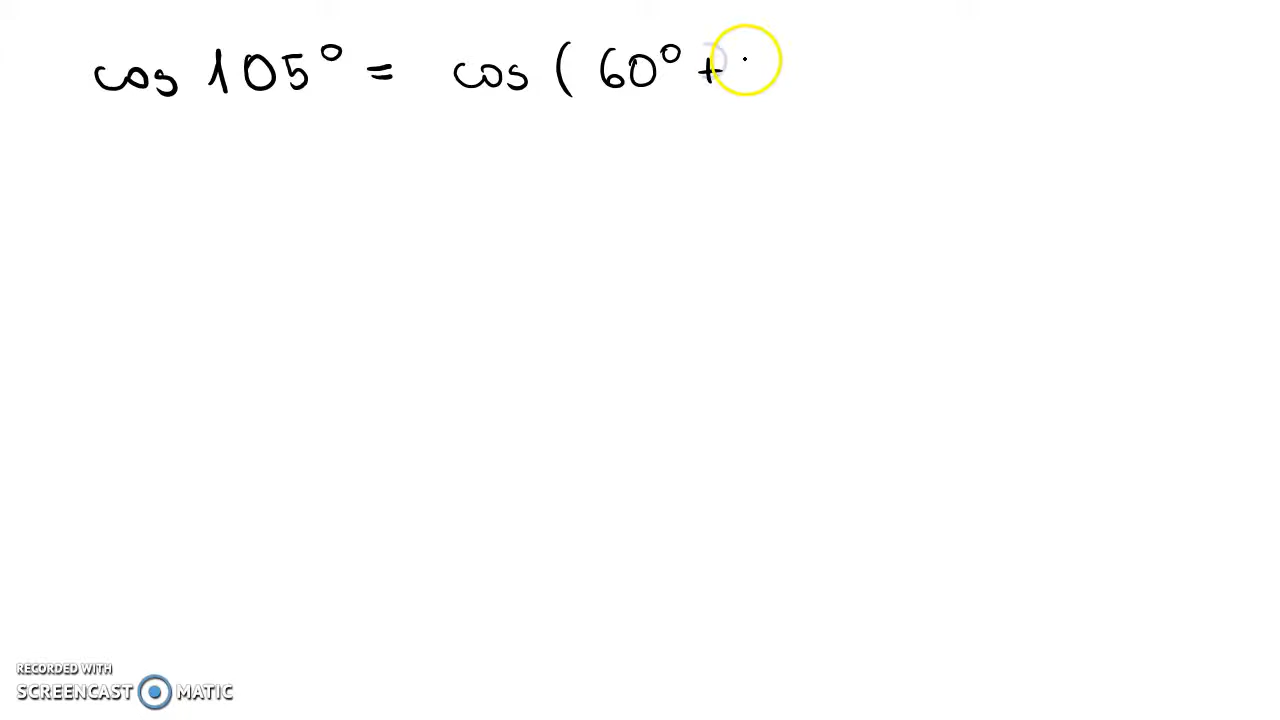 cos 105° = cos ( 60° +
RECORDED WITH
SCREENCAST MATIC